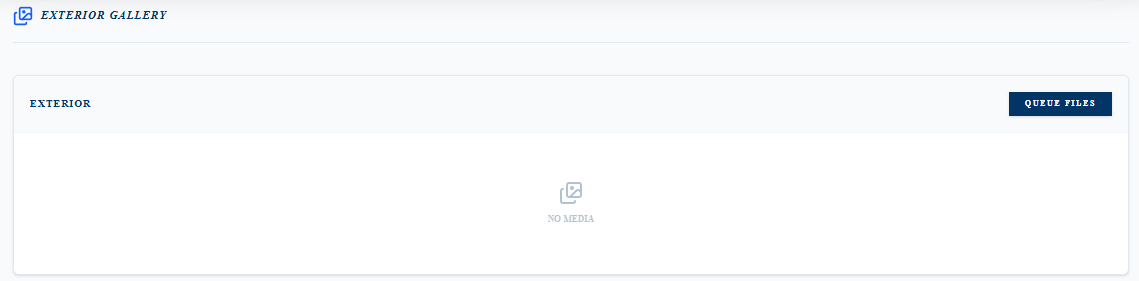 EXTERIOR GALLERY
EXTERIOR
QUEUE FILES
NO MEDIA